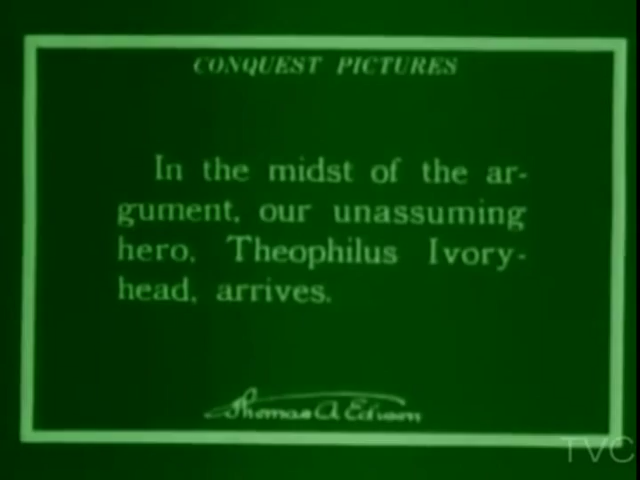 CONQUEST PICTURES
In the midst of the ar-
gument, our unassuming
hero, Theophilus Ivory-
head, arrives.
Thomas A Edison
TVC